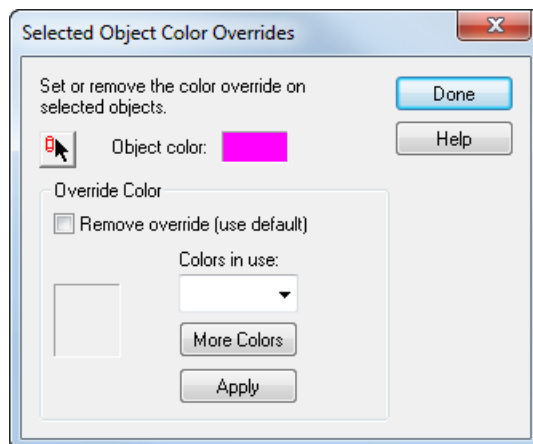 Selected Object Color Overrides
Set or remove the color override on
selected objects.
Done
Object color:
Help
Override Color
Remove override (use default)
Colors in use:
More Colors
Apply